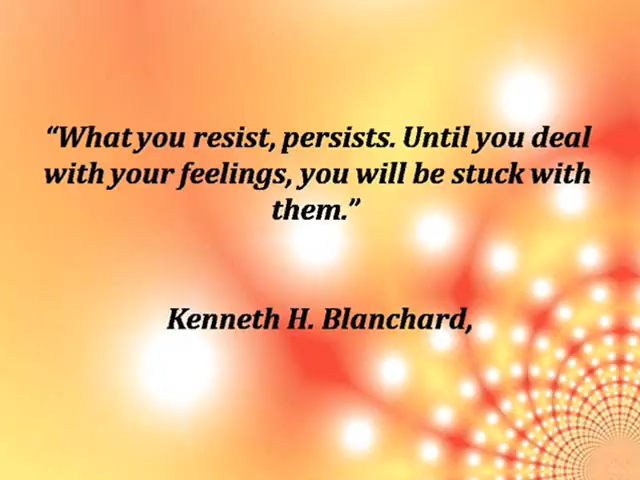 “What you resist, persists. Until you deal
with your feelings, you will be stuck with
them.”
Kenneth H. Blanchard,